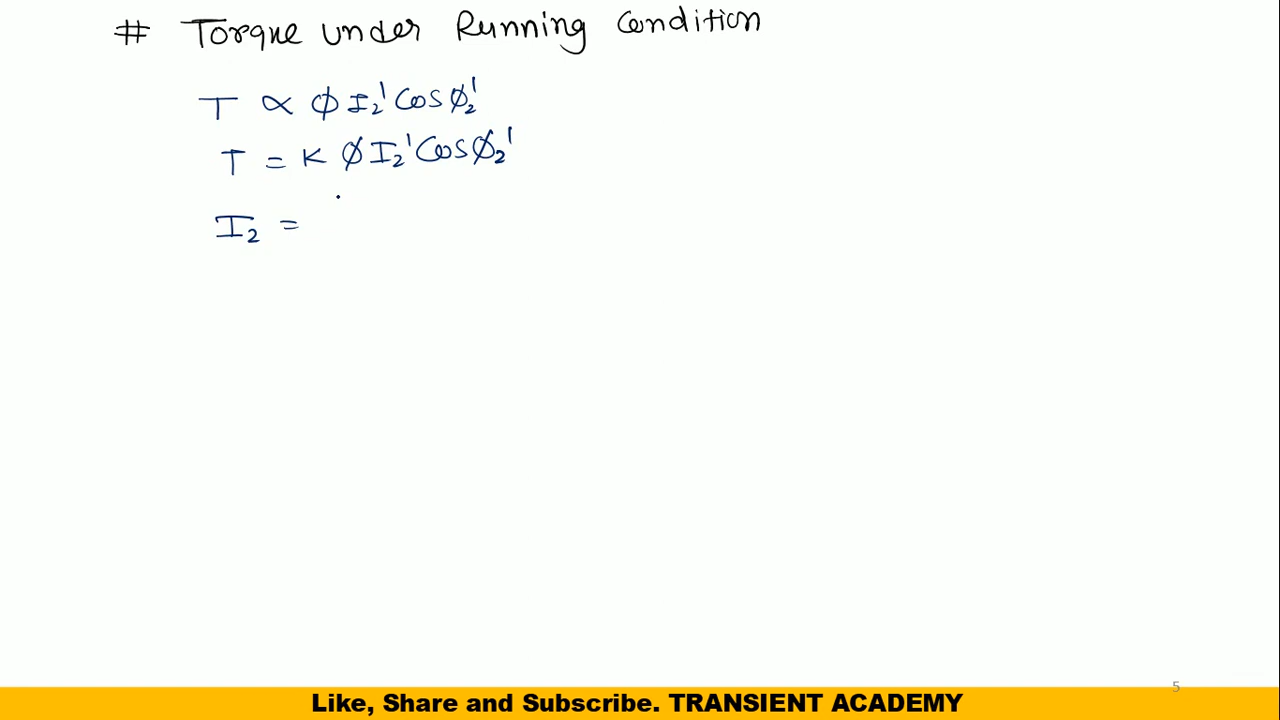 # Torque under Running Condition
T ∝ φ I₂' Cos φ₂'
T = K φ I₂' Cos φ₂'
I₂ =
5
Like, Share and Subscribe. TRANSIENT ACADEMY